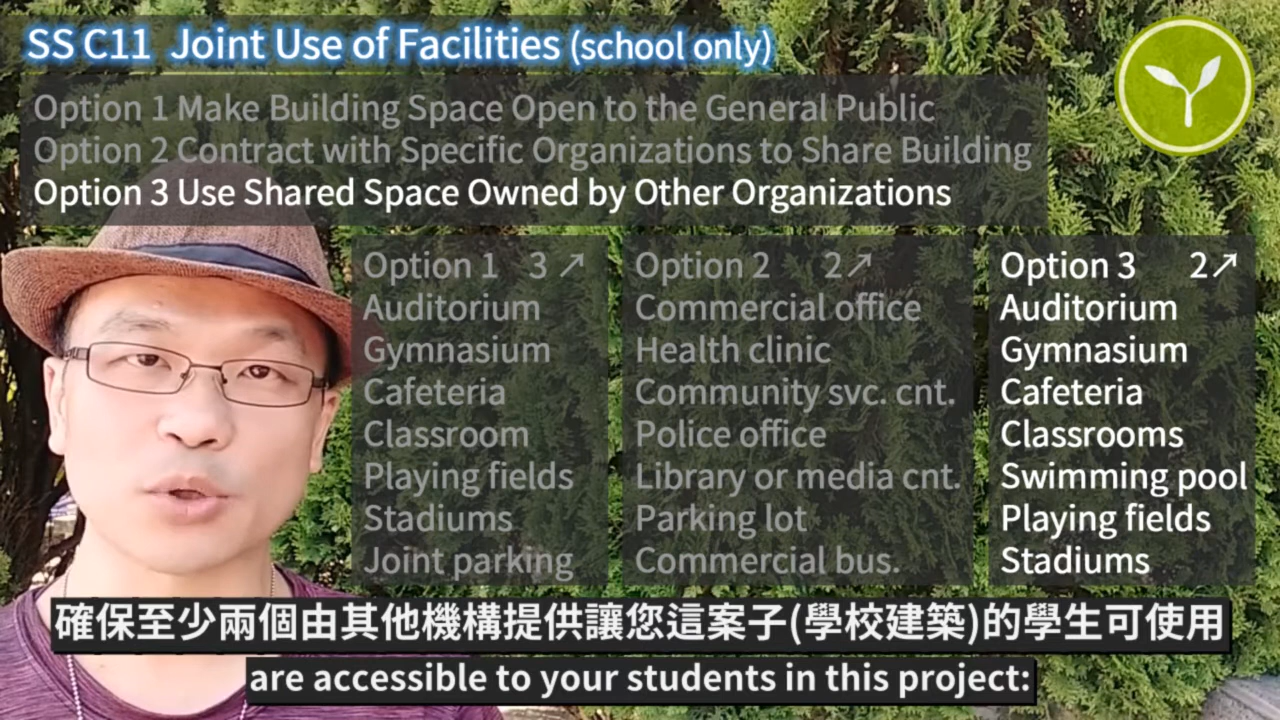 SS C11 Joint Use of Facilities (school only)
Option 1 Make Building Space Open to the General Public
Option 2 Contract with Specific Organizations to Share Building
Option 3 Use Shared Space Owned by Other Organizations
Option 1 3 ↗
Auditorium
Gymnasium
Cafeteria
Classroom
Playing fields
Stadiums
Joint parking
Option 2 2↗
Commercial office
Health clinic
Community svc. cnt.
Police office
Library or media cnt.
Parking lot
Commercial bus.
Option 3 2↗
Auditorium
Gymnasium
Cafeteria
Classrooms
Swimming pool
Playing fields
Stadiums
確保至少兩個由其他機構提供讓您這案子(學校建築)的學生可使用
are accessible to your students in this project: